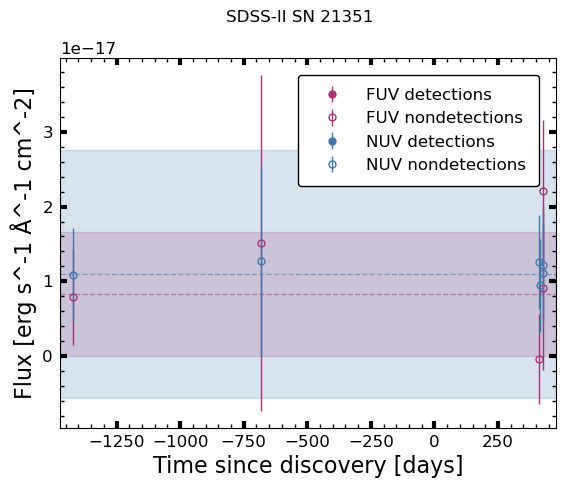 SDSS-II SN 21351
1e−17
FUV detections
FUV nondetections
NUV detections
NUV nondetections
3
2
1
0
Flux [erg s^-1 Å^-1 cm^-2]
−1250 −1000 −750 −500 −250 0 250
Time since discovery [days]